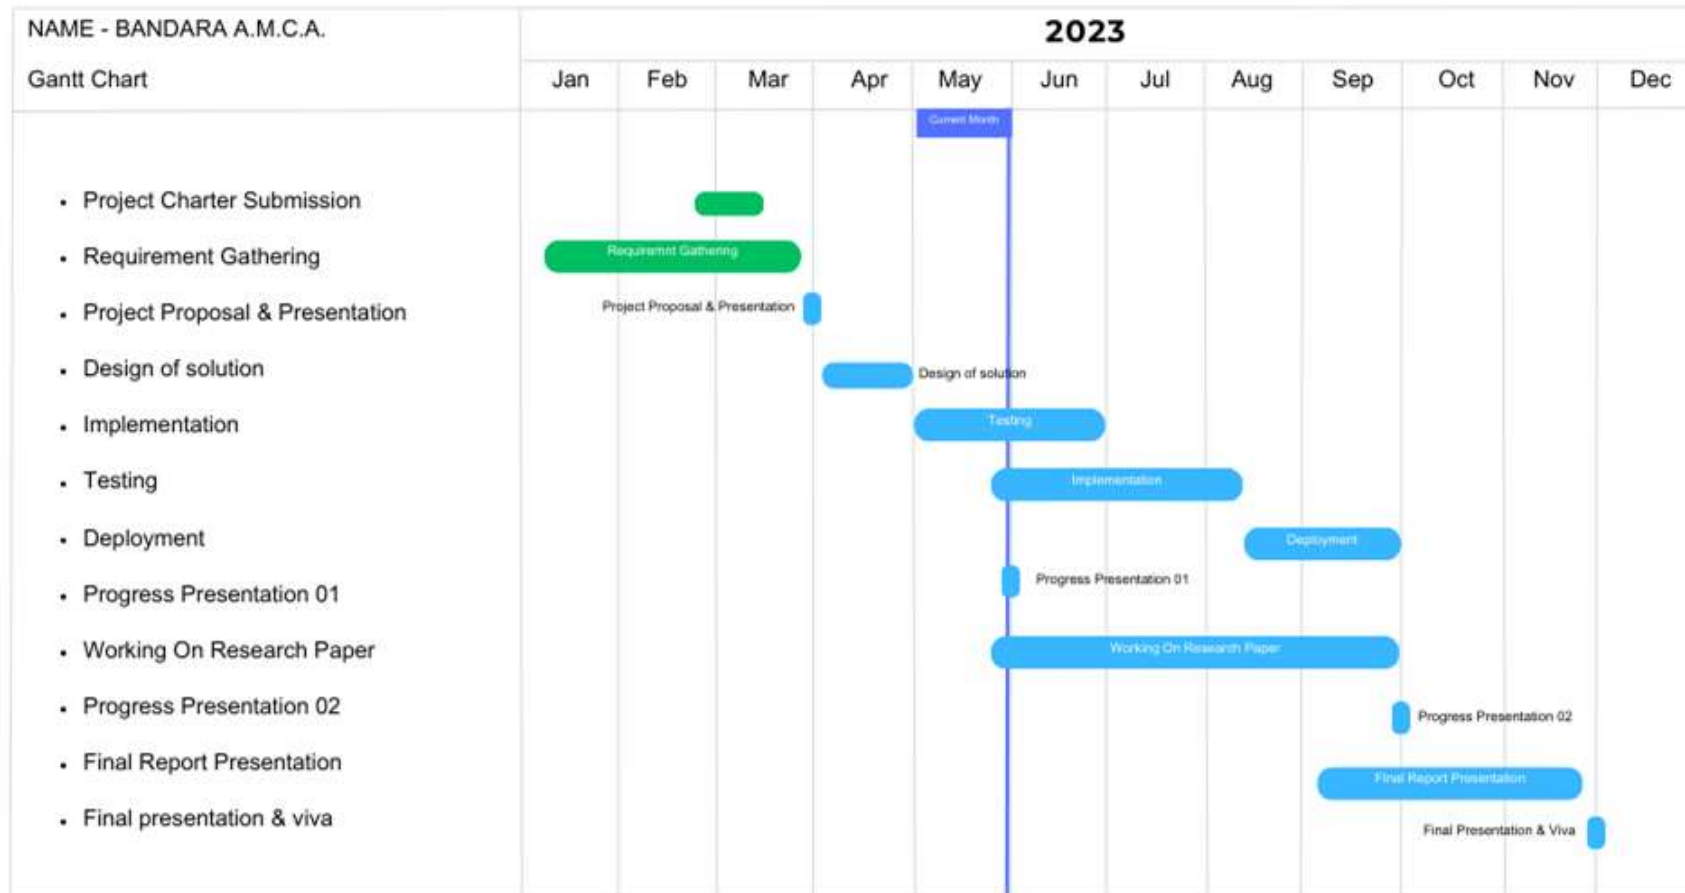 NAME - BANDARA A.M.C.A.
2023
Gantt Chart
Jan Feb Mar Apr May Jun Jul Aug Sep Oct Nov Dec
Current Month
• Project Charter Submission
• Requirement Gathering
Requiremnt Gathering
• Project Proposal & Presentation
Project Proposal & Presentation
• Design of solution
Design of solution
• Implementation
Testing
• Testing
Implementation
• Deployment
Deployment
• Progress Presentation 01
Progress Presentation 01
• Working On Research Paper
Working On Research Paper
• Progress Presentation 02
Progress Presentation 02
• Final Report Presentation
FInal Report Presentation
• Final presentation & viva
Final Presentation & Viva